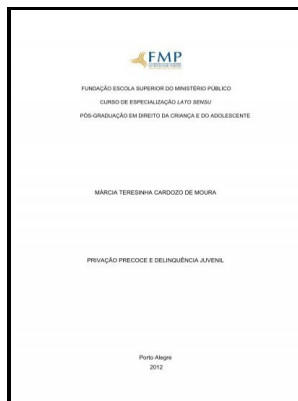 FMP
FUNDAÇÃO ESCOLA SUPERIOR DO MINISTÉRIO PÚBLICO
CURSO DE ESPECIALIZAÇÃO LATO SENSU
PÓS-GRADUAÇÃO EM DIREITO DA CRIANÇA E DO ADOLESCENTE
MÁRCIA TERESINHA CARDOZO DE MOURA
PRIVAÇÃO PRECOCE E DELINQUÊNCIA JUVENIL
Porto Alegre
2012